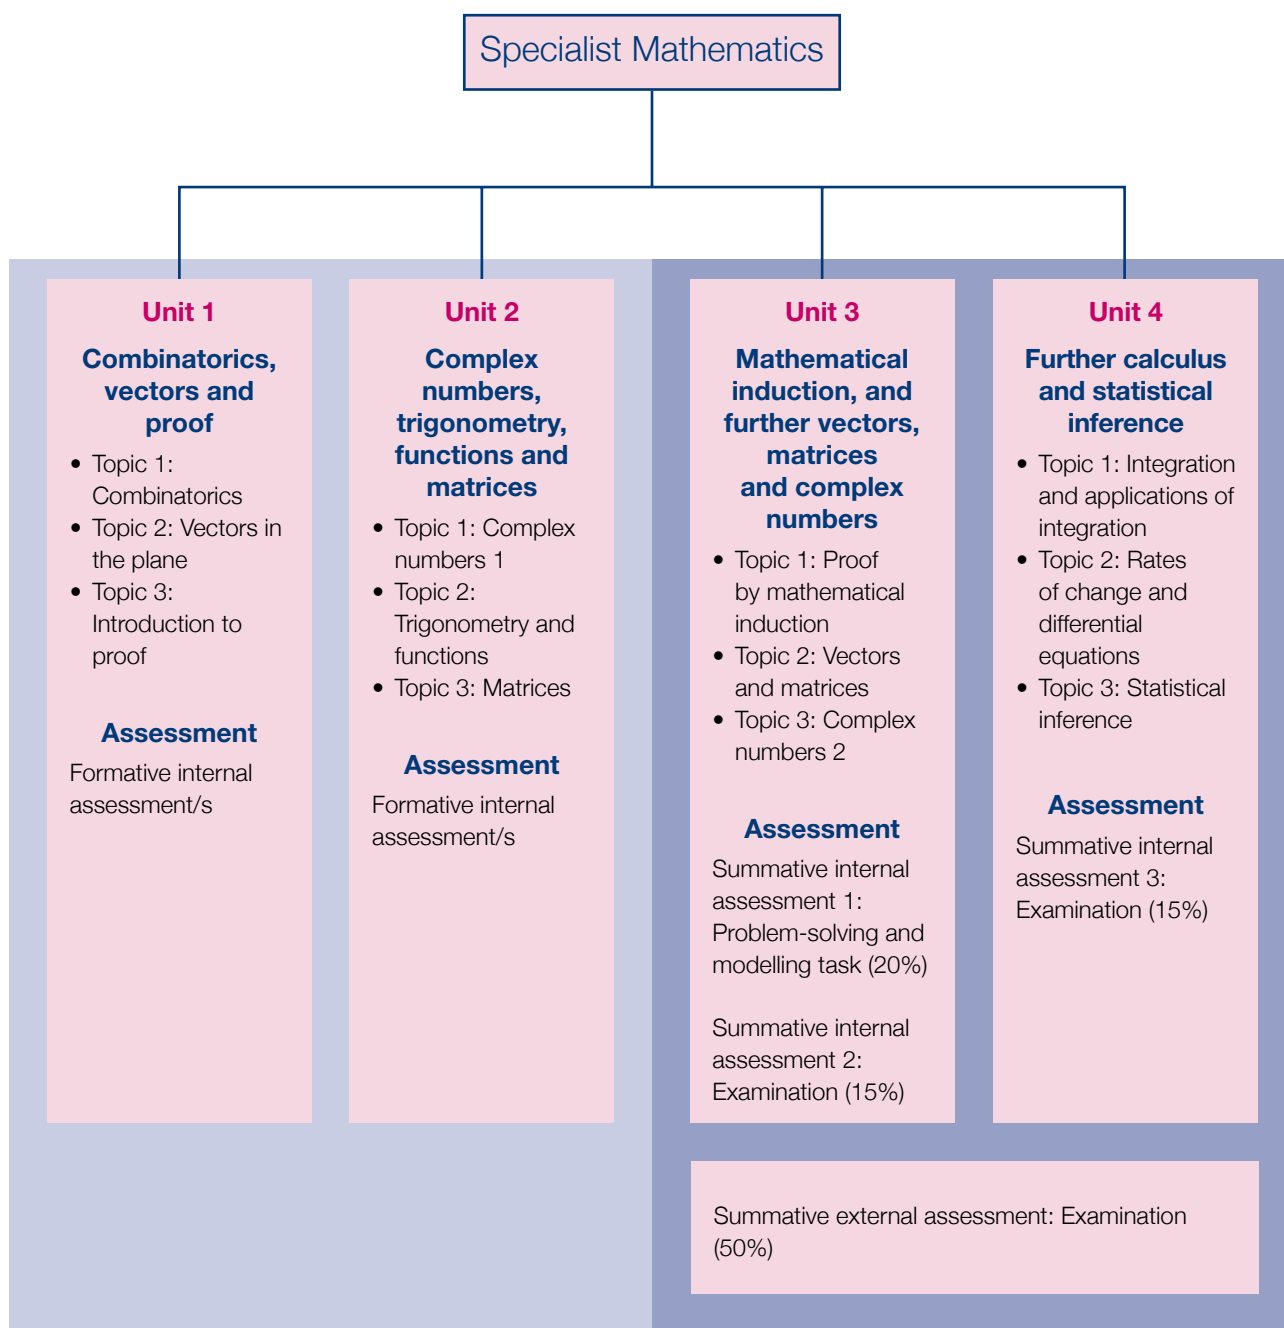 Specialist Mathematics
Unit 1
Combinatorics,
vectors and
proof
• Topic 1:
Combinatorics
• Topic 2: Vectors in
the plane
• Topic 3:
Introduction to
proof
Assessment
Formative internal
assessment/s
Unit 2
Complex
numbers,
trigonometry,
functions and
matrices
• Topic 1: Complex
numbers 1
• Topic 2:
Trigonometry and
functions
• Topic 3: Matrices
Assessment
Formative internal
assessment/s
Unit 3
Mathematical
induction, and
further vectors,
matrices
and complex
numbers
• Topic 1: Proof
by mathematical
induction
• Topic 2: Vectors
and matrices
• Topic 3: Complex
numbers 2
Assessment
Summative internal
assessment 1:
Problem-solving and
modelling task (20%)
Summative internal
assessment 2:
Examination (15%)
Unit 4
Further calculus
and statistical
inference
• Topic 1: Integration
and applications of
integration
• Topic 2: Rates
of change and
differential
equations
• Topic 3: Statistical
inference
Assessment
Summative internal
assessment 3:
Examination (15%)
Summative external assessment: Examination
(50%)